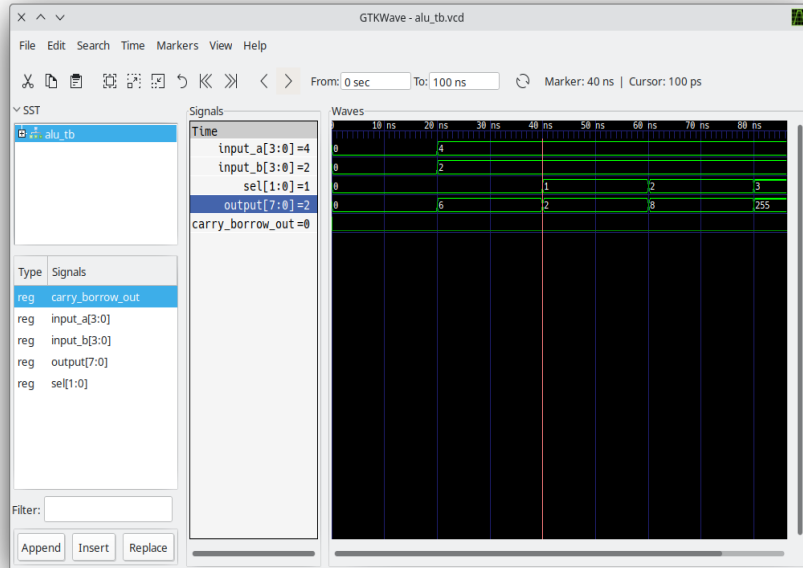 GTKWave - alu_tb.vcd
File Edit Search Time Markers View Help
From: 0 sec To: 100 ns Marker: 40 ns | Cursor: 100 ps
SST
alu_tb
Type Signals
reg carry_borrow_out
reg input_a[3:0]
reg input_b[3:0]
reg output[7:0]
reg sel[1:0]
Filter:
Append Insert Replace
Signals
Time
input_a[3:0]=4
input_b[3:0]=2
sel[1:0]=1
output[7:0]=2
carry_borrow_out=0
Waves
10 ns 20 ns 30 ns 40 ns 50 ns 60 ns 70 ns 80 ns
0 4
0 2
0 1 2 3
0 6 2 8 255